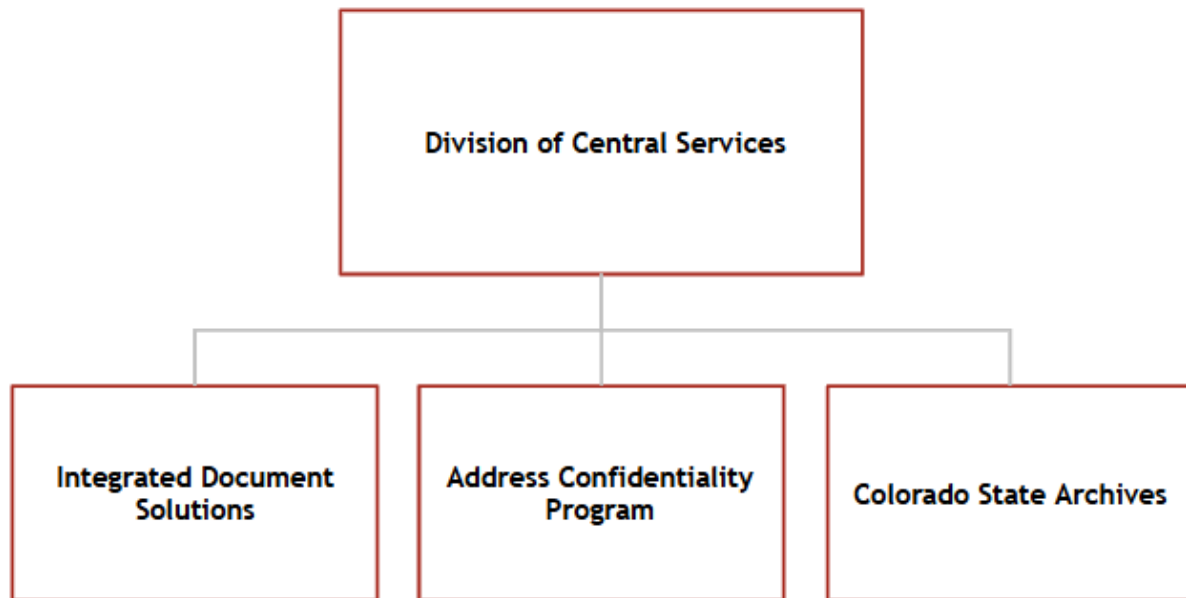 Division of Central Services
Integrated Document
Solutions
Address Confidentiality
Program
Colorado State Archives